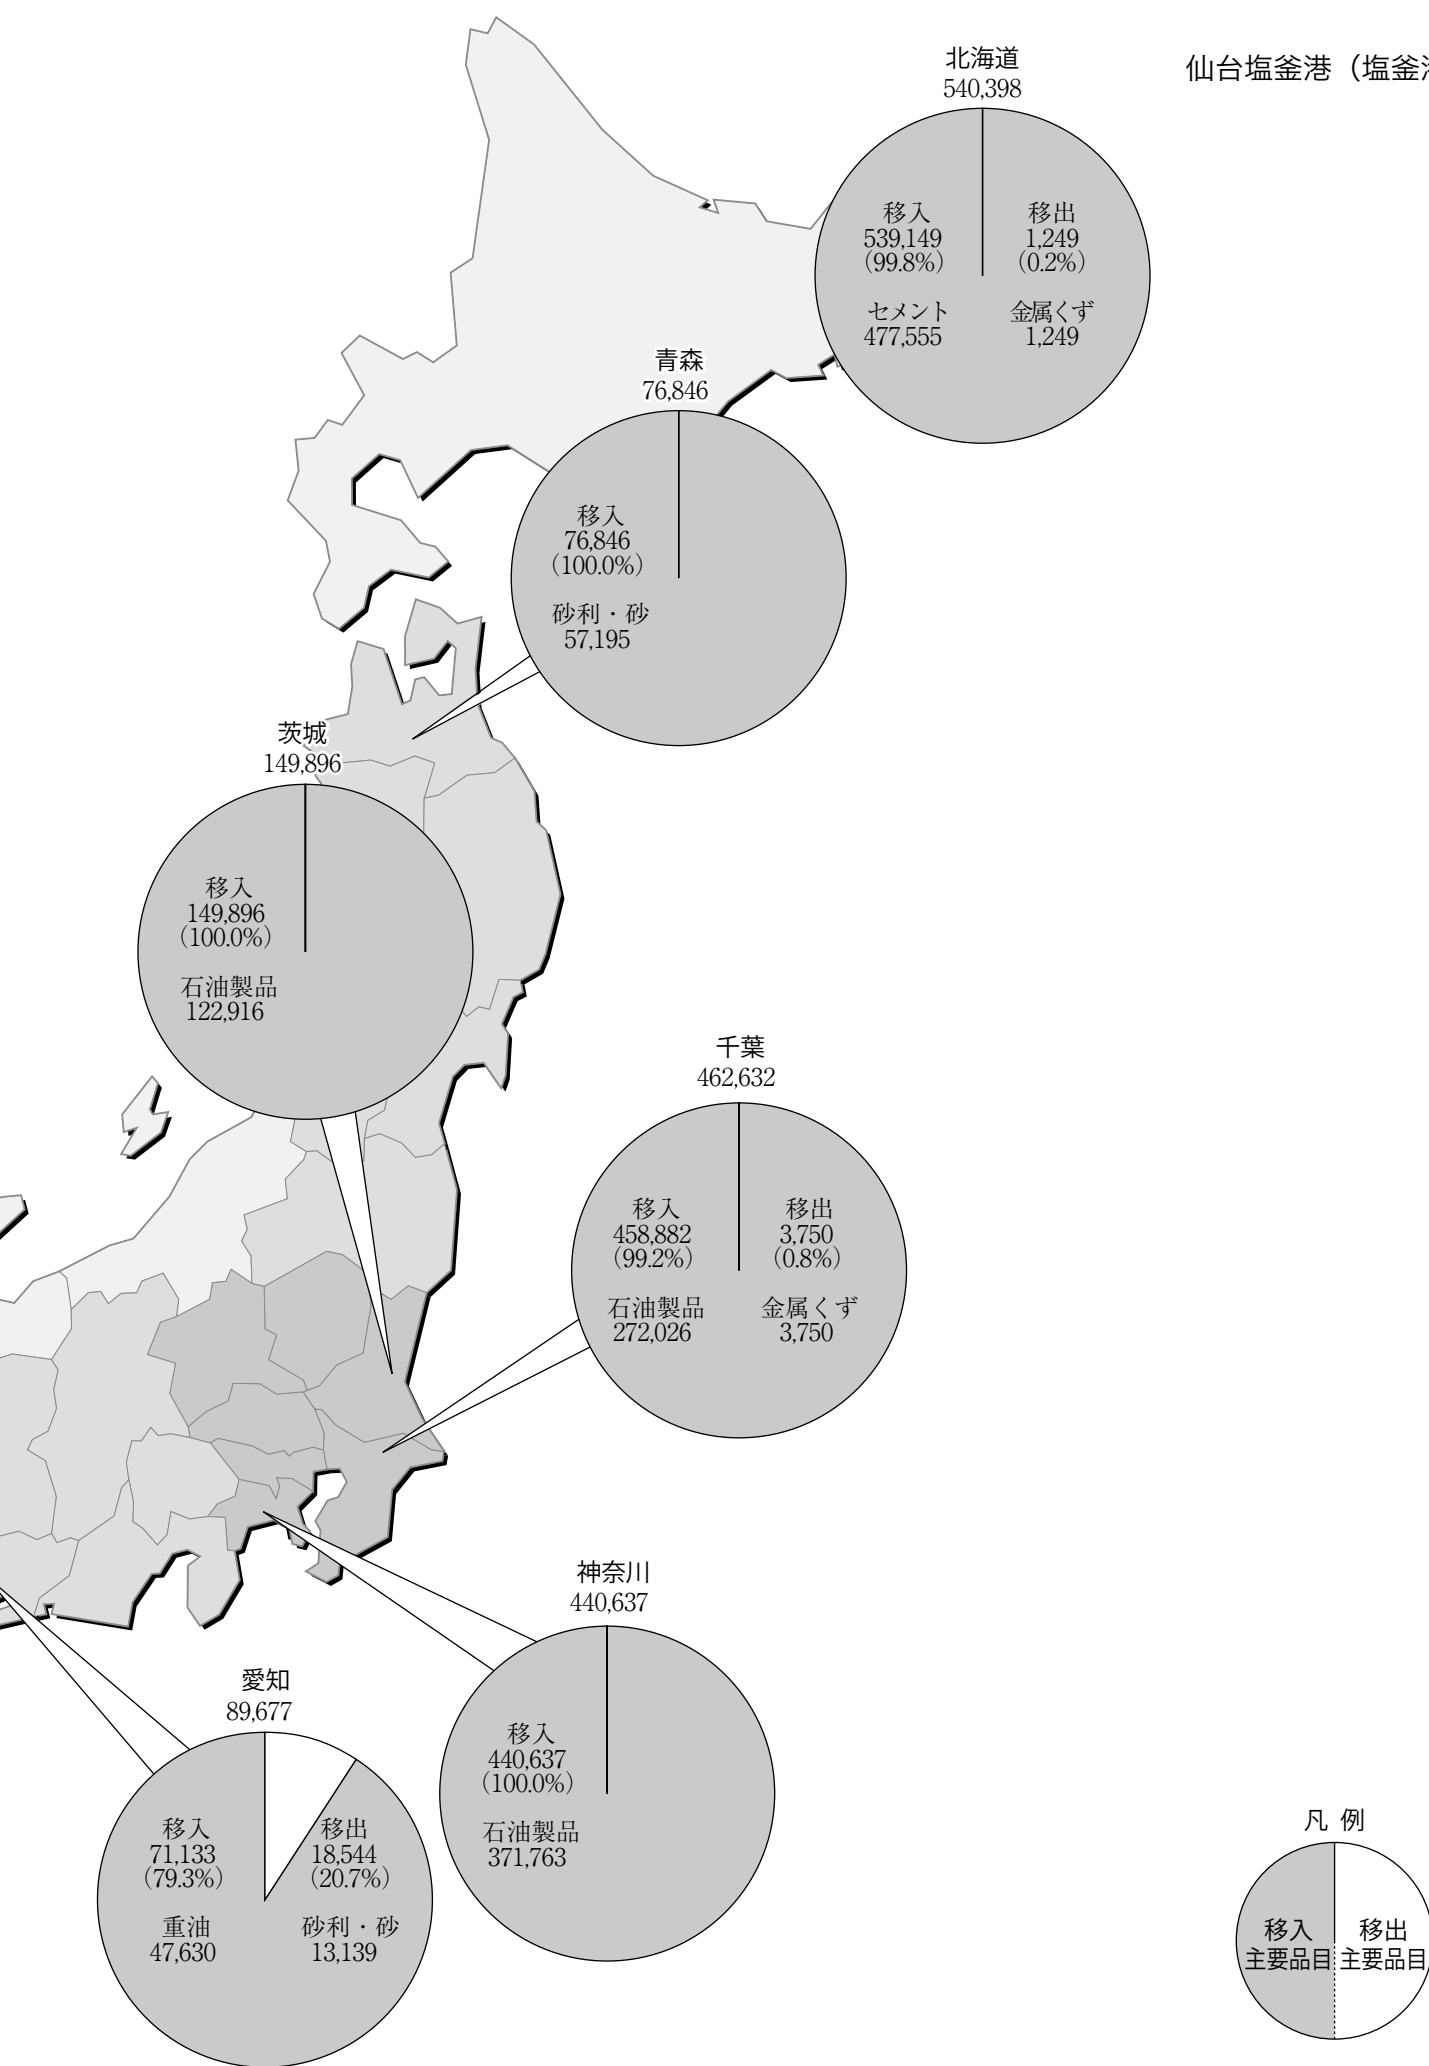 仙台塩釜港（塩釜
北海道
540,398
移入
539,149
（99.8%）
セメント
477,555
移出
1,249
（0.2%）
金属くず
1,249
青森
76,846
移入
76,846
（100.0%）
砂利・砂
57,195
茨城
149,896
移入
149,896
（100.0%）
石油製品
122,916
千葉
462,632
移入
458,882
（99.2%）
石油製品
272,026
移出
3,750
（0.8%）
金属くず
3,750
神奈川
440,637
移入
440,637
（100.0%）
石油製品
371,763
愛知
89,677
移入
71,133
（79.3%）
重油
47,630
移出
18,544
（20.7%）
砂利・砂
13,139
凡 例
移入
主要品目
移出
主要品目